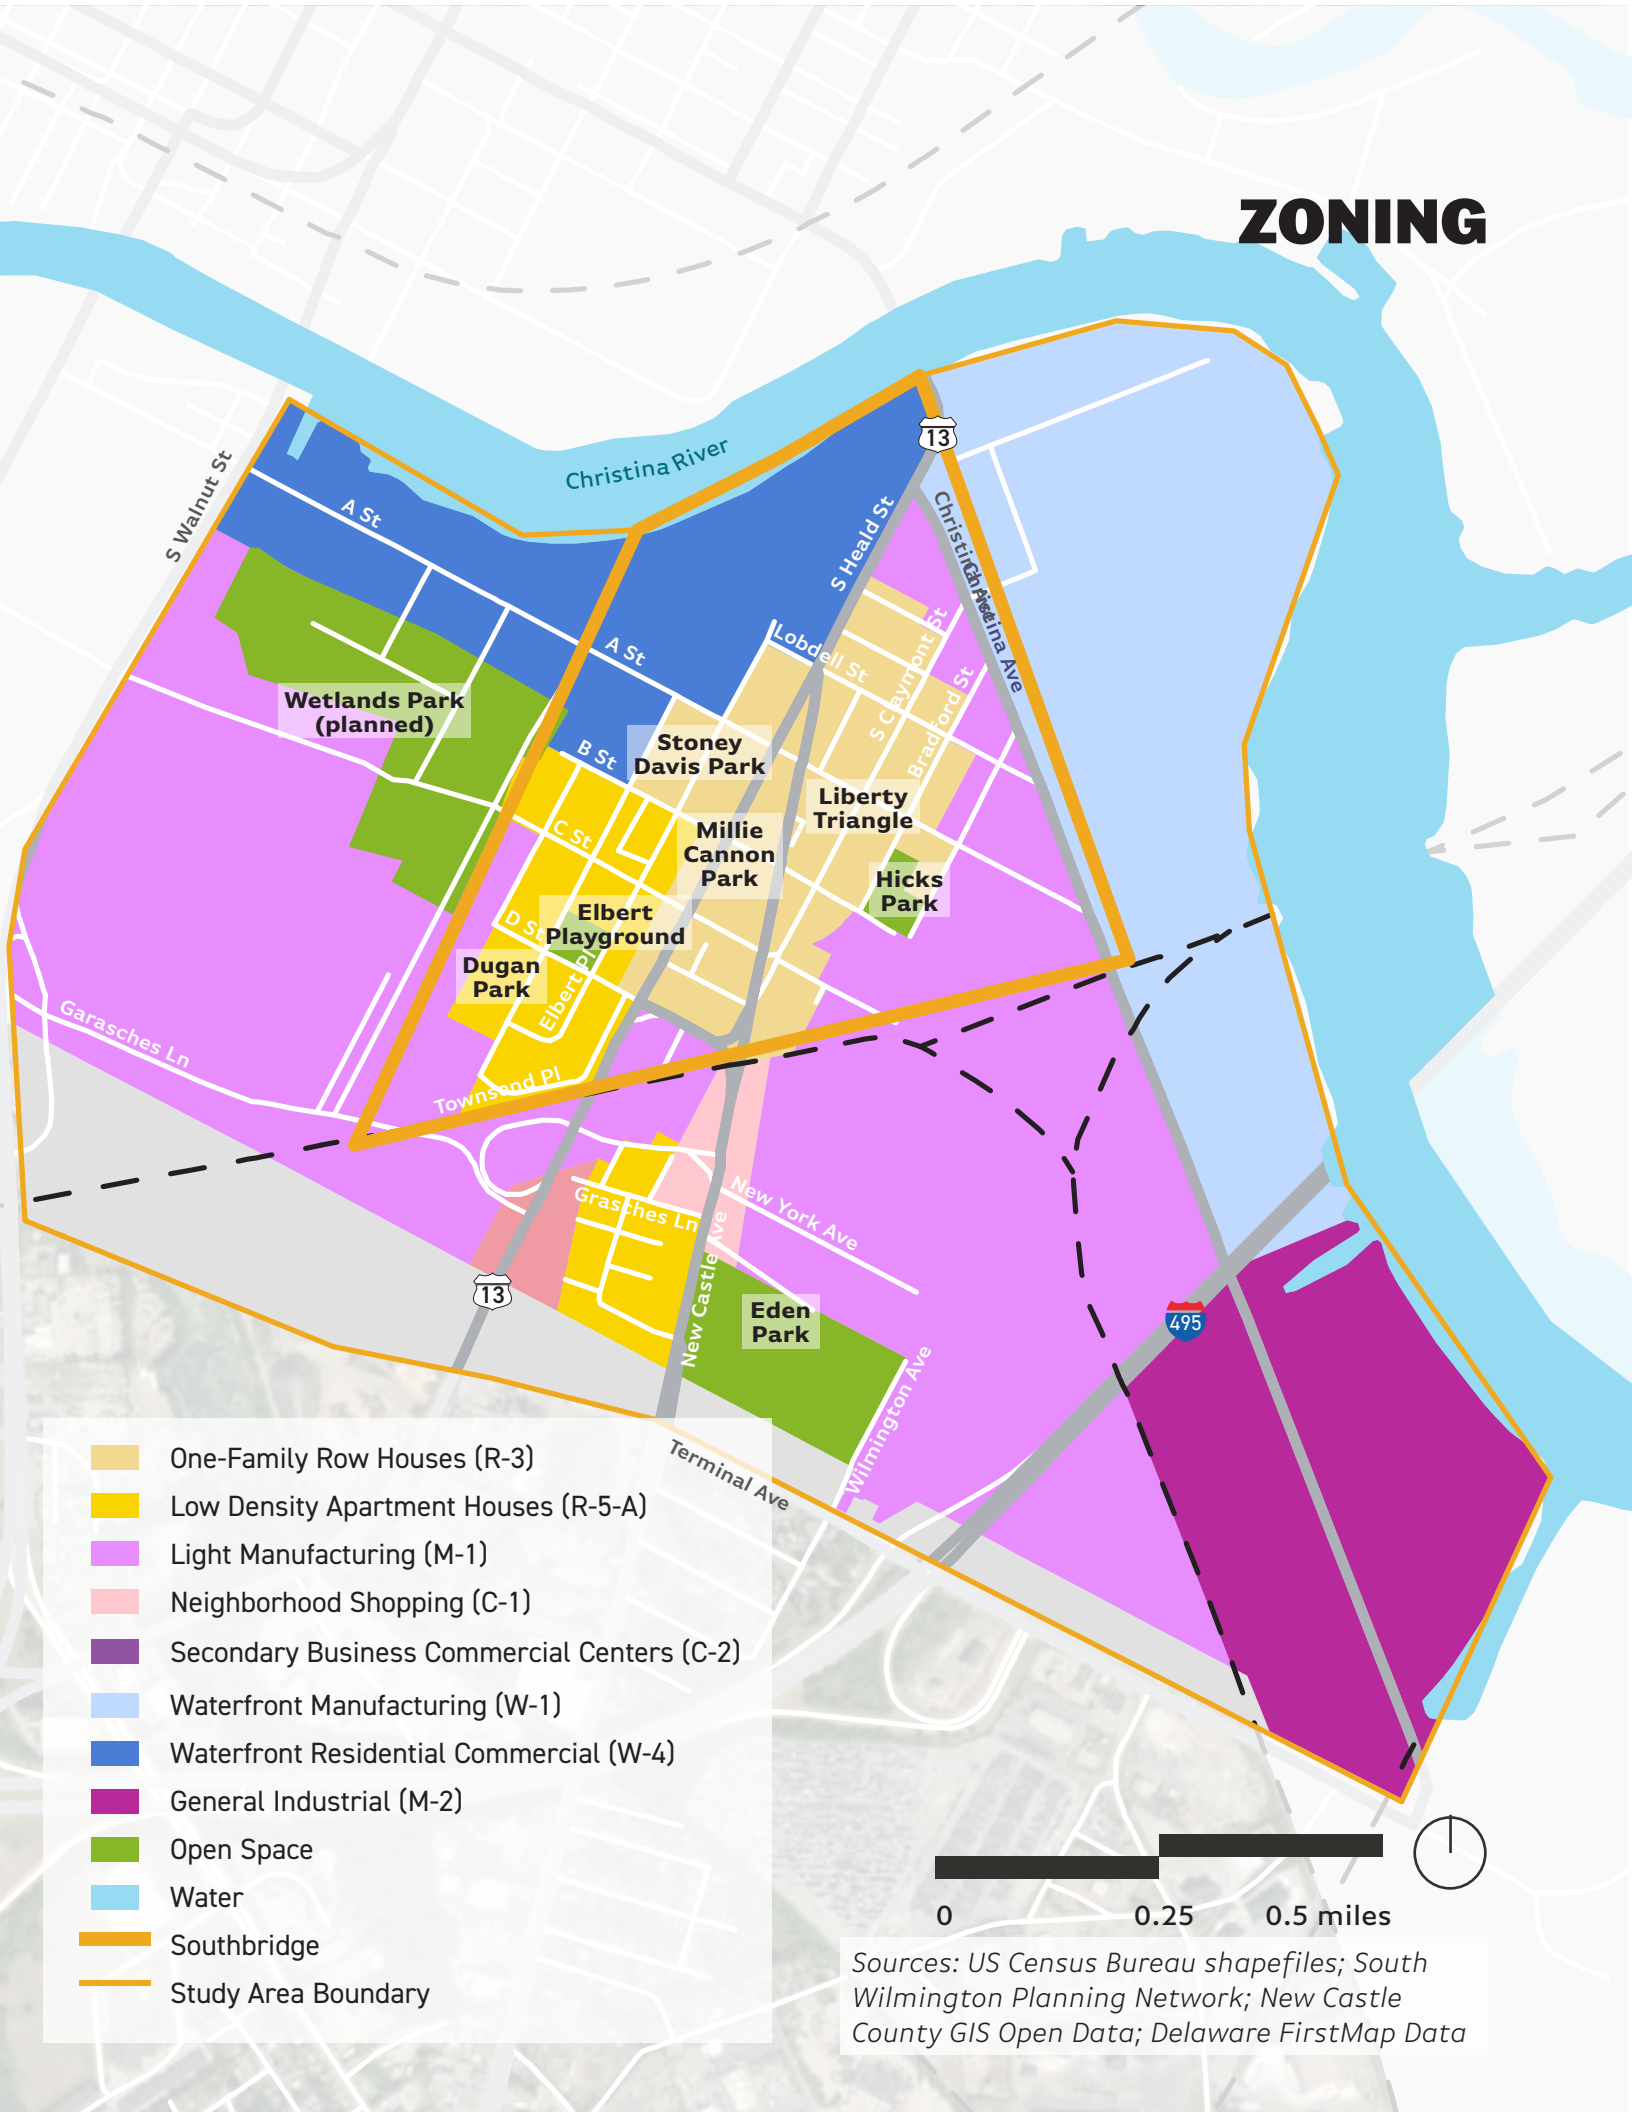 ZONING
Christina River
13
S Walnut St
A St
S Heald St
Christina Ave
Christina Ave
A St
Lobdell St
S Claymont St
Bradford St
Wetlands Park
(planned)
B St
Stoney
Davis Park
Liberty
Triangle
C St
Millie
Cannon
Park
Hicks
Park
D St
Elbert
Playground
Dugan
Park
Elbert Pl
Garasches Ln
Townsend Pl
Grasches Ln
New York Ave
New Castle Ave
13
Eden
Park
495
Wilmington Ave
Terminal Ave
One-Family Row Houses (R-3)
Low Density Apartment Houses (R-5-A)
Light Manufacturing (M-1)
Neighborhood Shopping (C-1)
Secondary Business Commercial Centers (C-2)
Waterfront Manufacturing (W-1)
Waterfront Residential Commercial (W-4)
General Industrial (M-2)
Open Space
Water
Southbridge
Study Area Boundary
0 0.25 0.5 miles
Sources: US Census Bureau shapefiles; South
Wilmington Planning Network; New Castle
County GIS Open Data; Delaware FirstMap Data